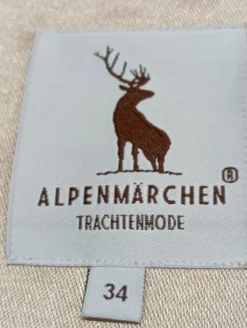 ®
ALPENMÄRCHEN
TRACHTENMODE
34